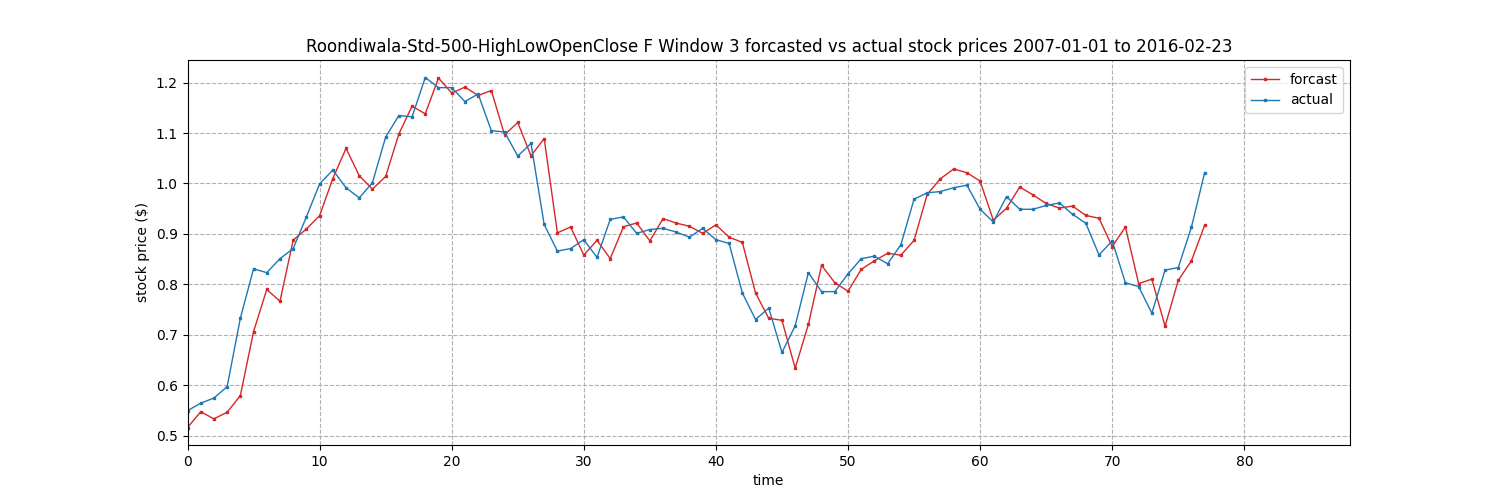 Roondiwala-Std-500-HighLowOpenClose F Window 3 forcasted vs actual stock prices 2007-01-01 to 2016-02-23
forcast
actual
stock price ($)
1.2
1.1
1.0
0.9
0.8
0.7
0.6
0.5
0 10 20 30 40 50 60 70 80
time